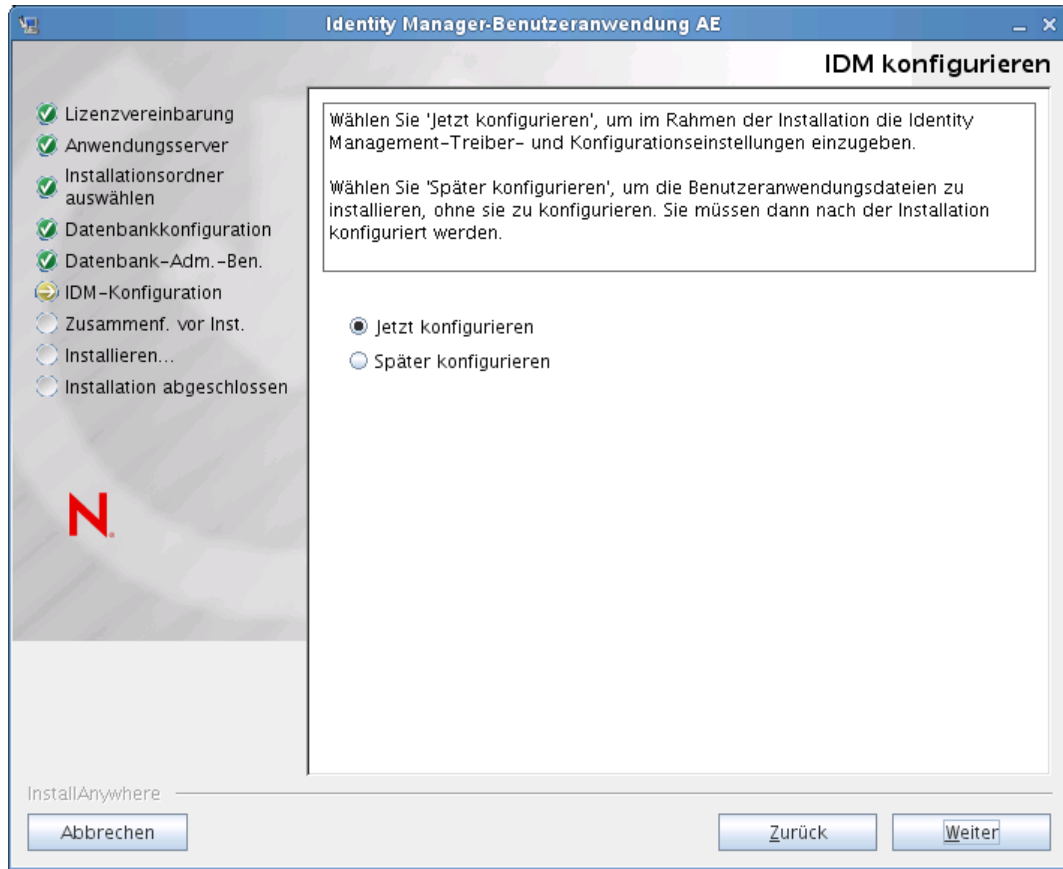 Identity Manager-Benutzeranwendung AE
IDM konfigurieren
Lizenzvereinbarung
Anwendungsserver
Installationsordner
auswählen
Datenbankkonfiguration
Datenbank-Adm.-Ben.
IDM-Konfiguration
Zusammenf. vor Inst.
Installieren...
Installation abgeschlossen
N.
Wählen Sie 'Jetzt konfigurieren', um im Rahmen der Installation die Identity
Management-Treiber- und Konfigurationseinstellungen einzugeben.
Wählen Sie 'Später konfigurieren', um die Benutzeranwendungsdateien zu
installieren, ohne sie zu konfigurieren. Sie müssen dann nach der Installation
konfiguriert werden.
Jetzt konfigurieren
Später konfigurieren
InstallAnywhere
Abbrechen
Zurück
Weiter